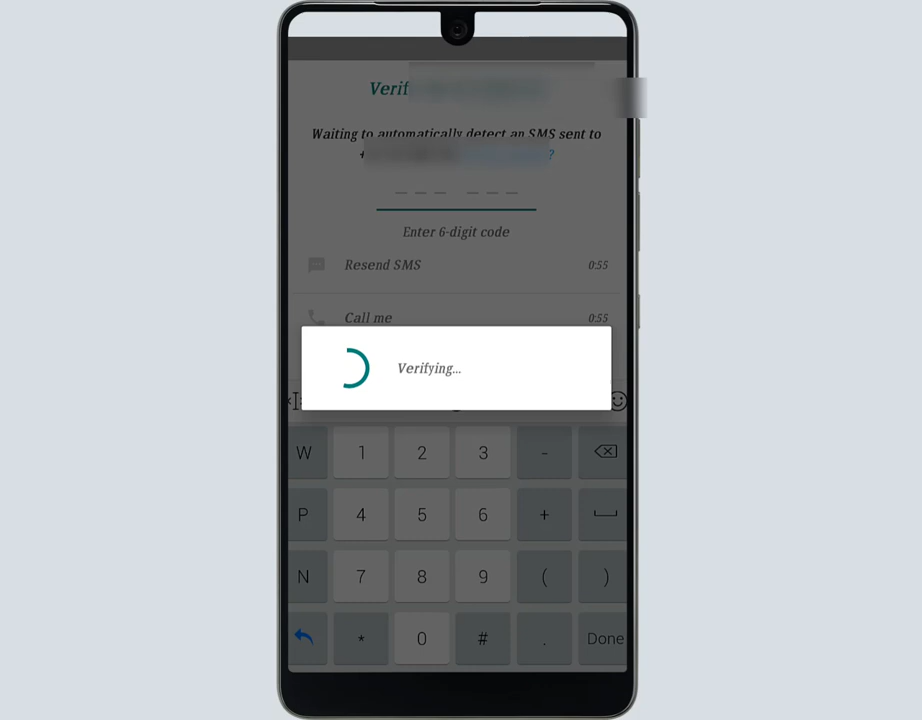 Verif
Waiting to automatically detect an SMS sent to
+ ?
Enter 6-digit code
Resend SMS 0:55
Call me 0:55
Verifying...
W 1 2 3 -
P 4 5 6 +
N 7 8 9 ( )
* 0 # . Done